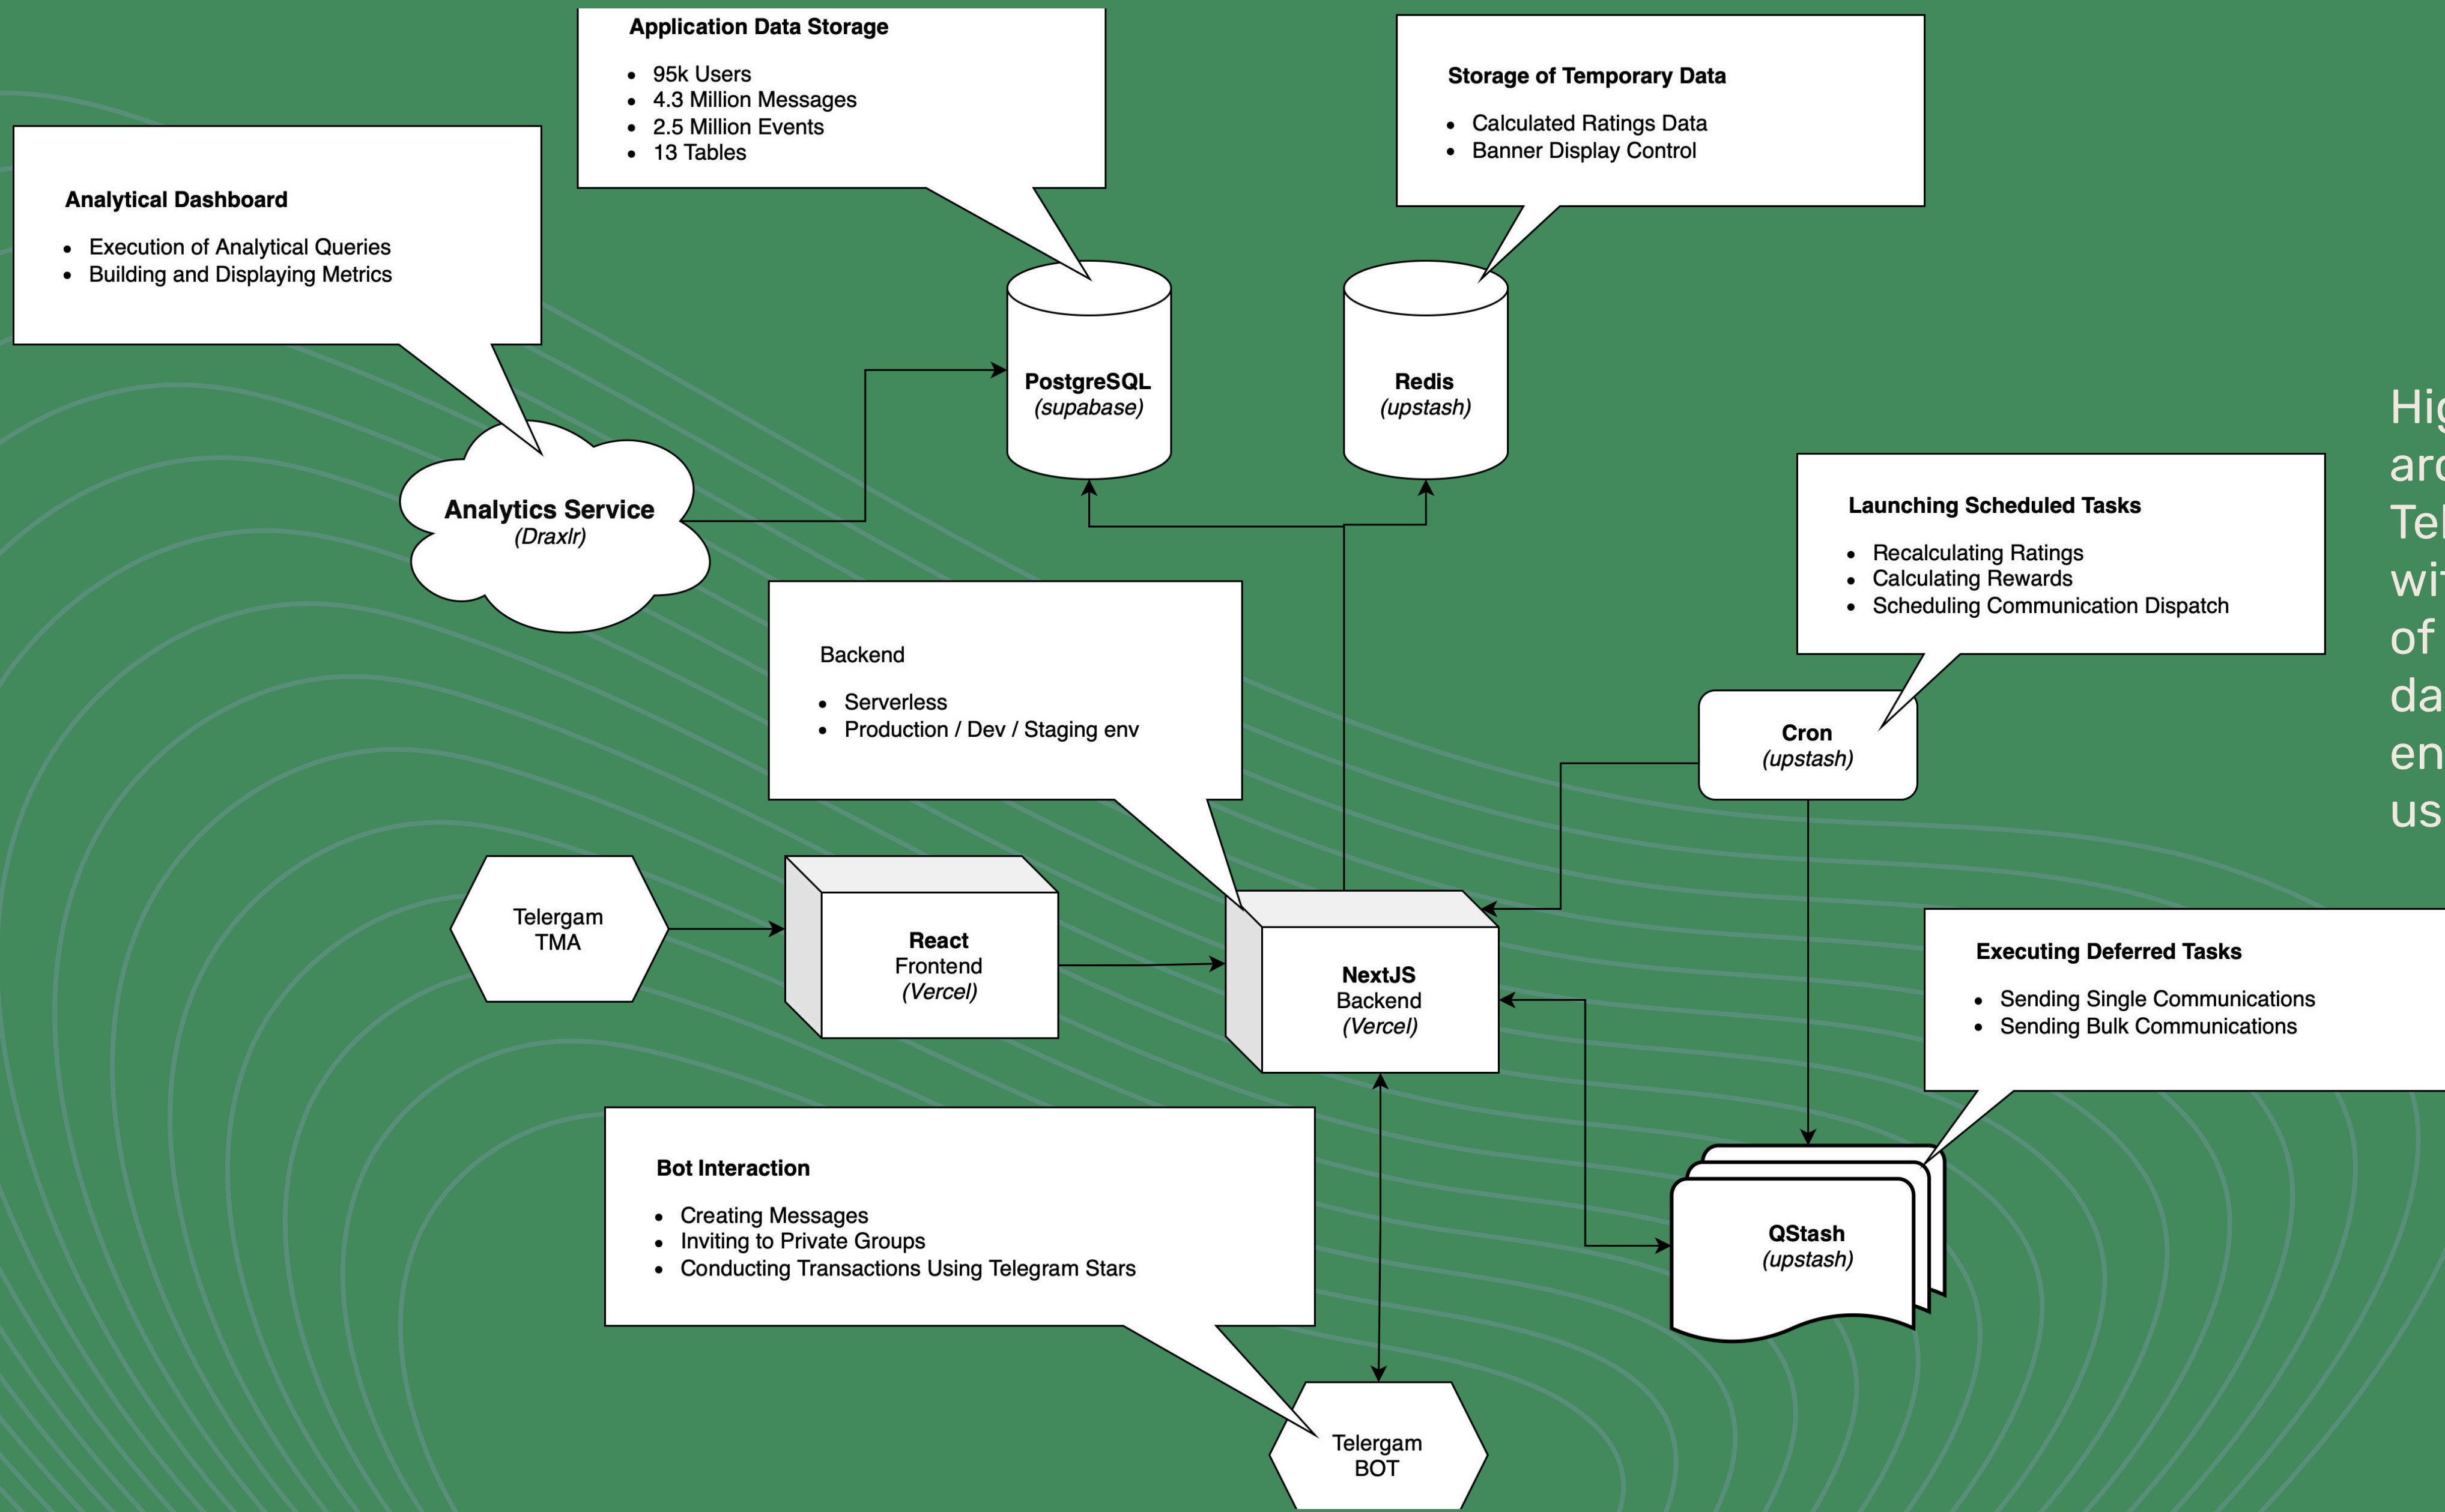 Application Data Storage
95k Users
4.3 Million Messages
2.5 Million Events
13 Tables
Storage of Temporary Data
Calculated Ratings Data
Banner Display Control
Analytical Dashboard
Execution of Analytical Queries
Building and Displaying Metrics
PostgreSQL
(supabase)
Redis
(upstash)
Analytics Service
(Draxlr)
Launching Scheduled Tasks
Recalculating Ratings
Calculating Rewards
Scheduling Communication Dispatch
Backend
Serverless
Production / Dev / Staging env
Cron
(upstash)
Telergam
TMA
React
Frontend
(Vercel)
NextJS
Backend
(Vercel)
Executing Deferred Tasks
Sending Single Communications
Sending Bulk Communications
Bot Interaction
Creating Messages
Inviting to Private Groups
Conducting Transactions Using Telegram Stars
QStash
(upstash)
Telergam
BOT
of